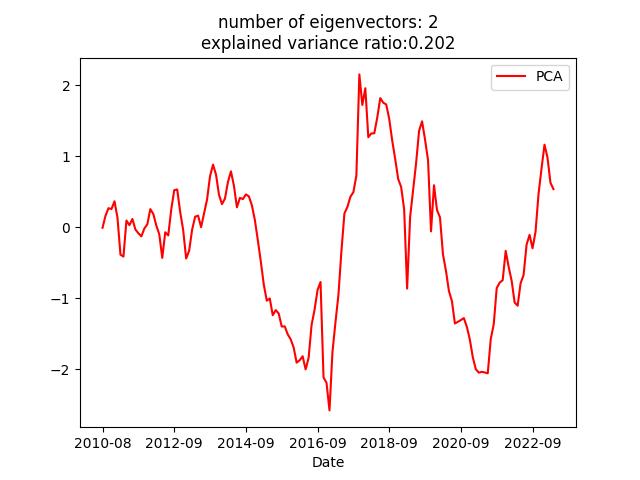 number of eigenvectors: 2
explained variance ratio:0.202
PCA
2
1
0
−1
−2
2010-08 2012-09 2014-09 2016-09 2018-09 2020-09 2022-09
Date